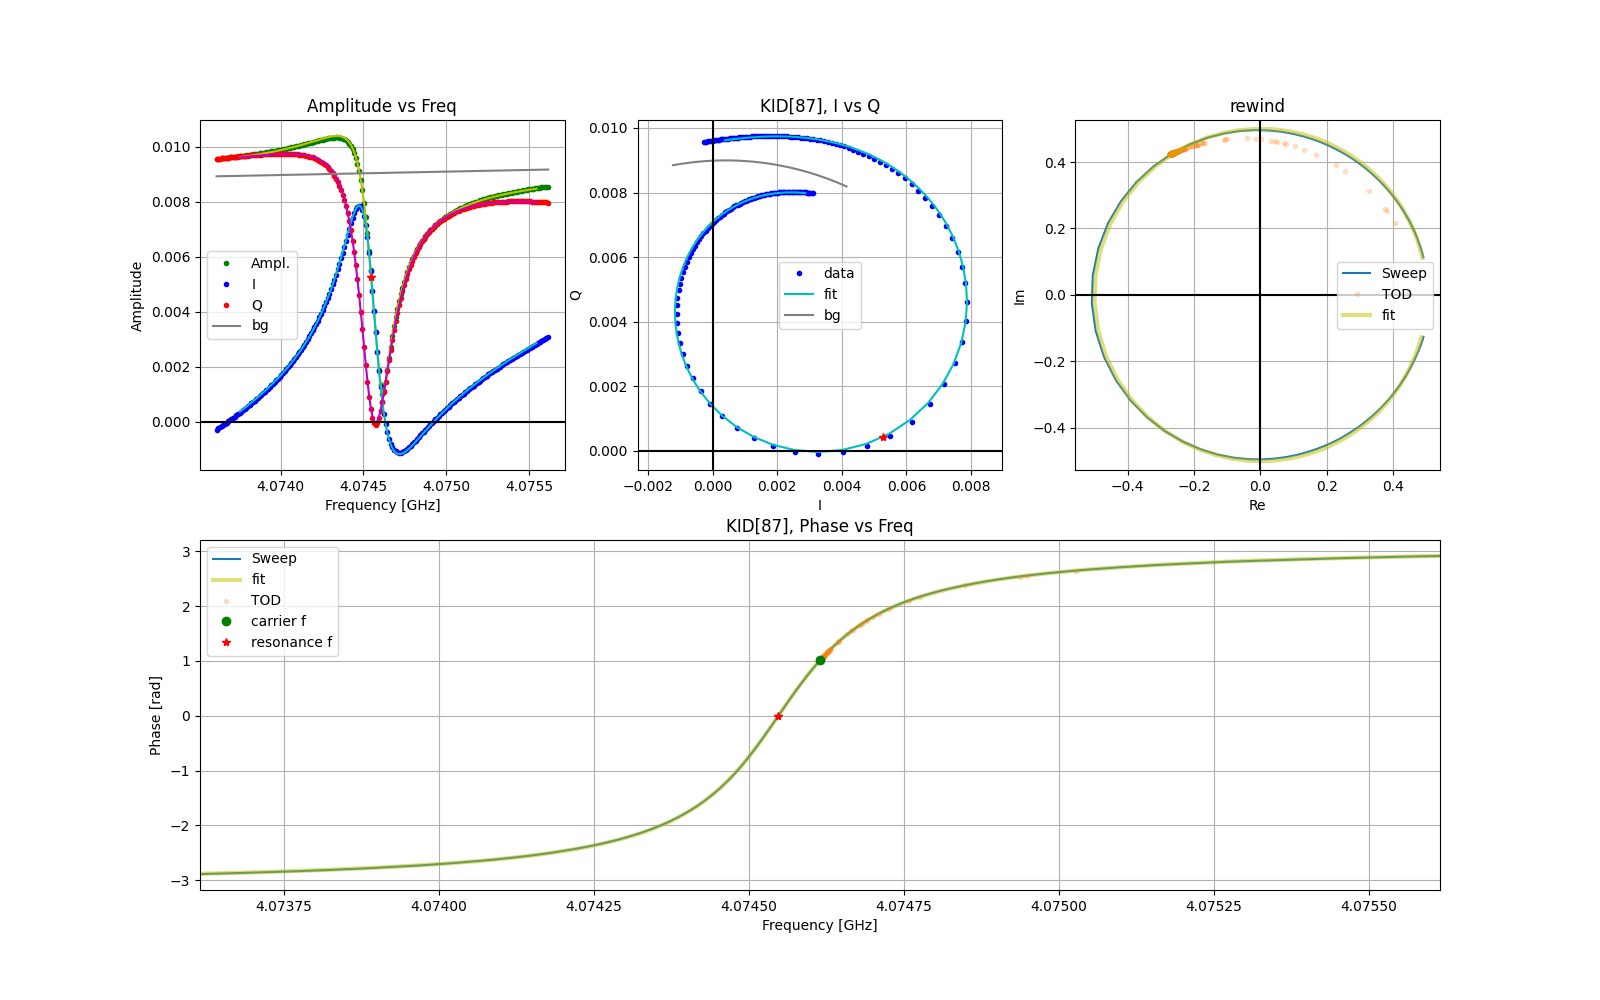 Amplitude vs Freq
KID[87], I vs Q
rewind
Amplitude
0.010
0.008
0.006
0.004
0.002
0.000
Ampl.
I
Q
bg
4.0740
4.0745
4.0750
4.0755
Frequency [GHz]
Q
0.010
0.008
0.006
0.004
0.002
0.000
data
fit
bg
−0.002
0.000
0.002
0.004
0.006
0.008
I
Im
0.4
0.2
0.0
−0.2
−0.4
Sweep
TOD
fit
−0.4
−0.2
0.0
0.2
0.4
Re
KID[87], Phase vs Freq
Phase [rad]
3
2
1
0
−1
−2
−3
Sweep
fit
TOD
carrier f
resonance f
4.07375
4.07400
4.07425
4.07450
4.07475
4.07500
4.07525
4.07550
Frequency [GHz]